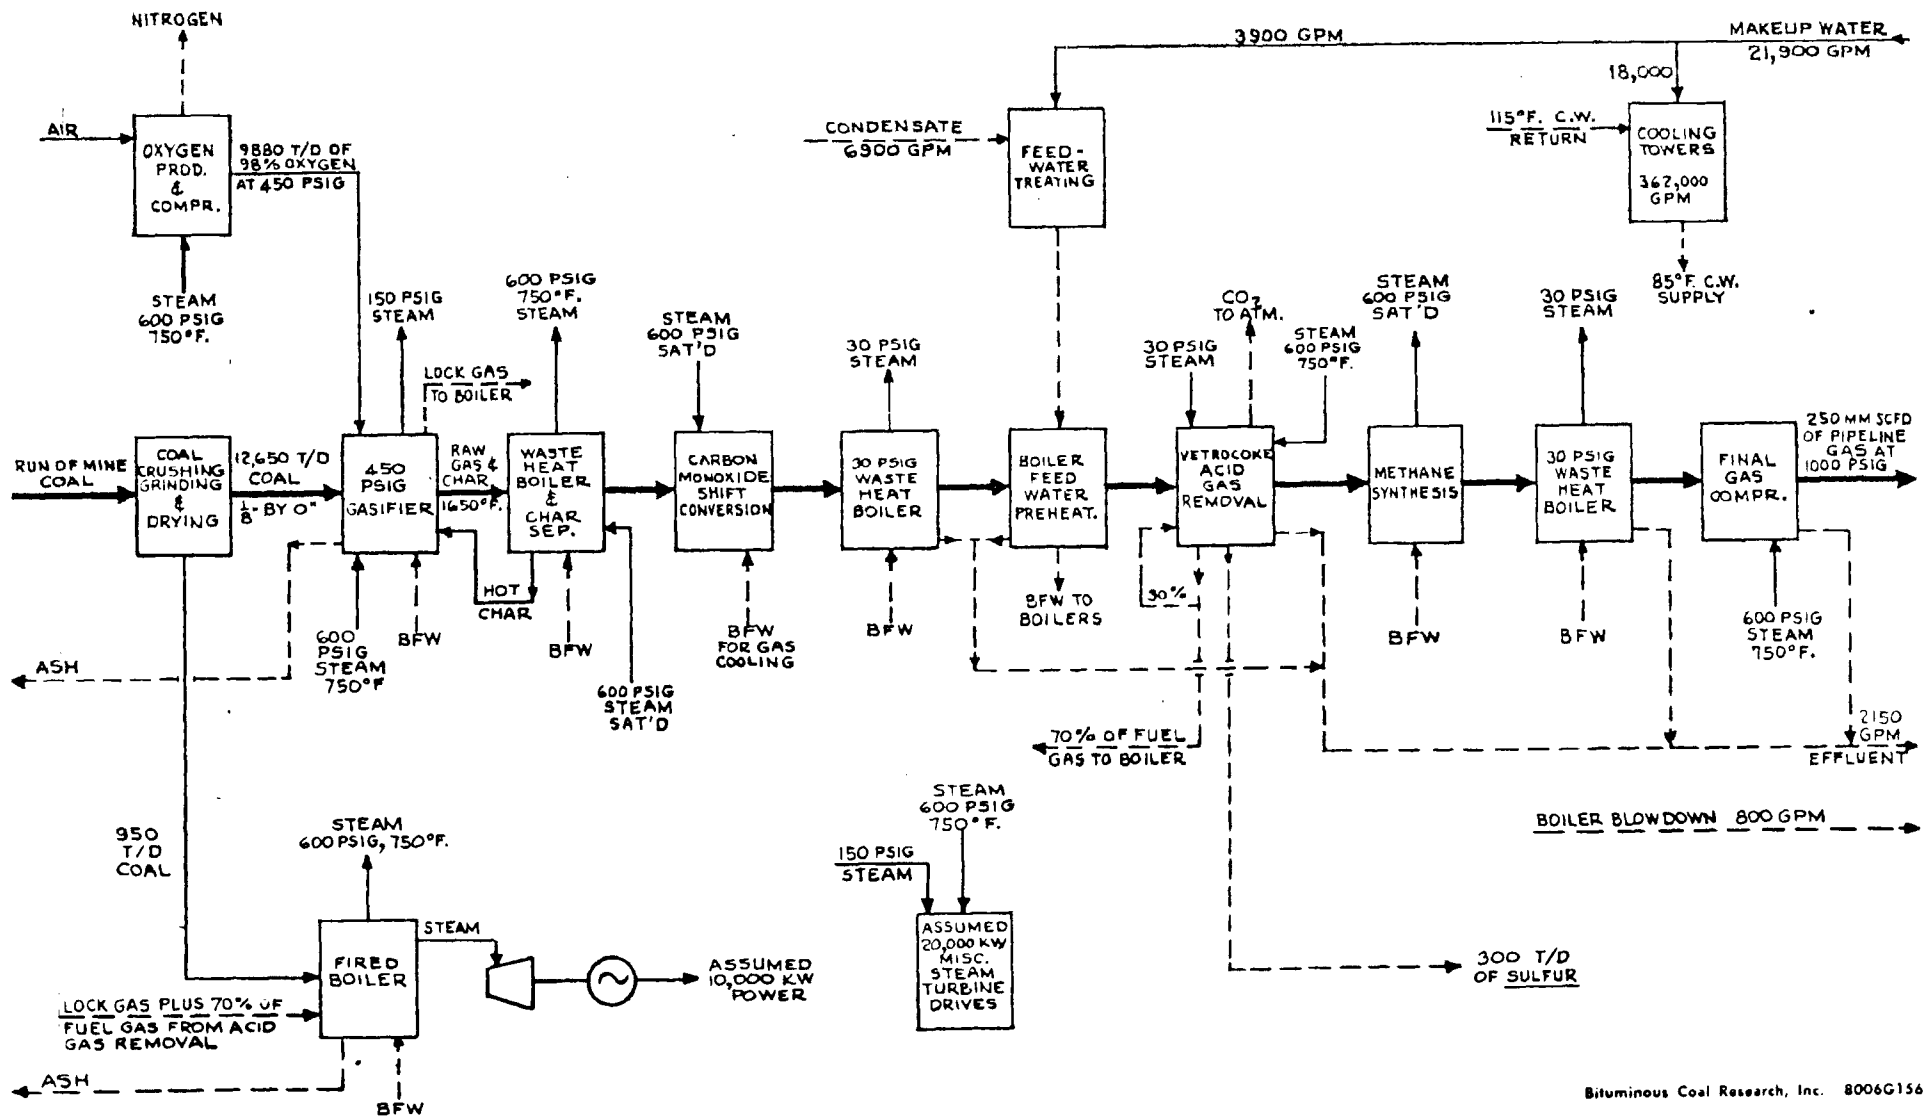 NITROGEN
3900 GPM
MAKEUP WATER
21,900 GPM
18,000
AIR
OXYGEN
PROD.
&
COMPR.
9880 T/D OF
98% OXYGEN
AT 450 PSIG
CONDENSATE
6900 GPM
FEED-
WATER
TREATING
115°F. C.W.
RETURN
COOLING
TOWERS
362,000
GPM
STEAM
600 PSIG
750°F.
150 PSIG
STEAM
600 PSIG
750°F.
STEAM
STEAM
600 PSIG
SAT'D
30 PSIG
STEAM
30 PSIG
STEAM
CO2
TO ATM.
STEAM
600 PSIG
750°F.
STEAM
600 PSIG
SAT'D
30 PSIG
STEAM
85°F. C.W.
SUPPLY
LOCK GAS
TO BOILER
RUN OF MINE
COAL
COAL
CRUSHING
GRINDING
&
DRYING
12,650 T/D
COAL
1/8" BY 0"
450
PSIG
GASIFIER
RAW
GAS &
CHAR
1650°F.
WASTE
HEAT
BOILER
&
CHAR
SEP.
CARBON
MONOXIDE
SHIFT
CONVERSION
30 PSIG
WASTE
HEAT
BOILER
BOILER
FEED
WATER
PREHEAT.
VETROCOKE
ACID
GAS
REMOVAL
METHANE
SYNTHESIS
30 PSIG
WASTE
HEAT
BOILER
FINAL
GAS
COMPR.
250 MM SCFD
OF PIPELINE
GAS AT
1000 PSIG
HOT
CHAR
30%
ASH
600
PSIG
STEAM
750°F
BFW
BFW
600 PSIG
STEAM
SAT'D
BFW
FOR GAS
COOLING
BFW
BFW TO
BOILERS
BFW
BFW
600 PSIG
STEAM
750°F.
70% OF FUEL
GAS TO BOILER
2150
GPM
EFFLUENT
BOILER BLOWDOWN 800 GPM
950
T/D
COAL
STEAM
600 PSIG, 750°F.
STEAM
600 PSIG
750°F.
150 PSIG
STEAM
FIRED
BOILER
STEAM
ASSUMED
10,000 KW
POWER
ASSUMED
20,000 KW
MISC.
STEAM
TURBINE
DRIVES
300 T/D
OF SULFUR
LOCK GAS PLUS 70% OF
FUEL GAS FROM ACID
GAS REMOVAL
ASH
BFW
Bituminous Coal Research, Inc. 8006G156